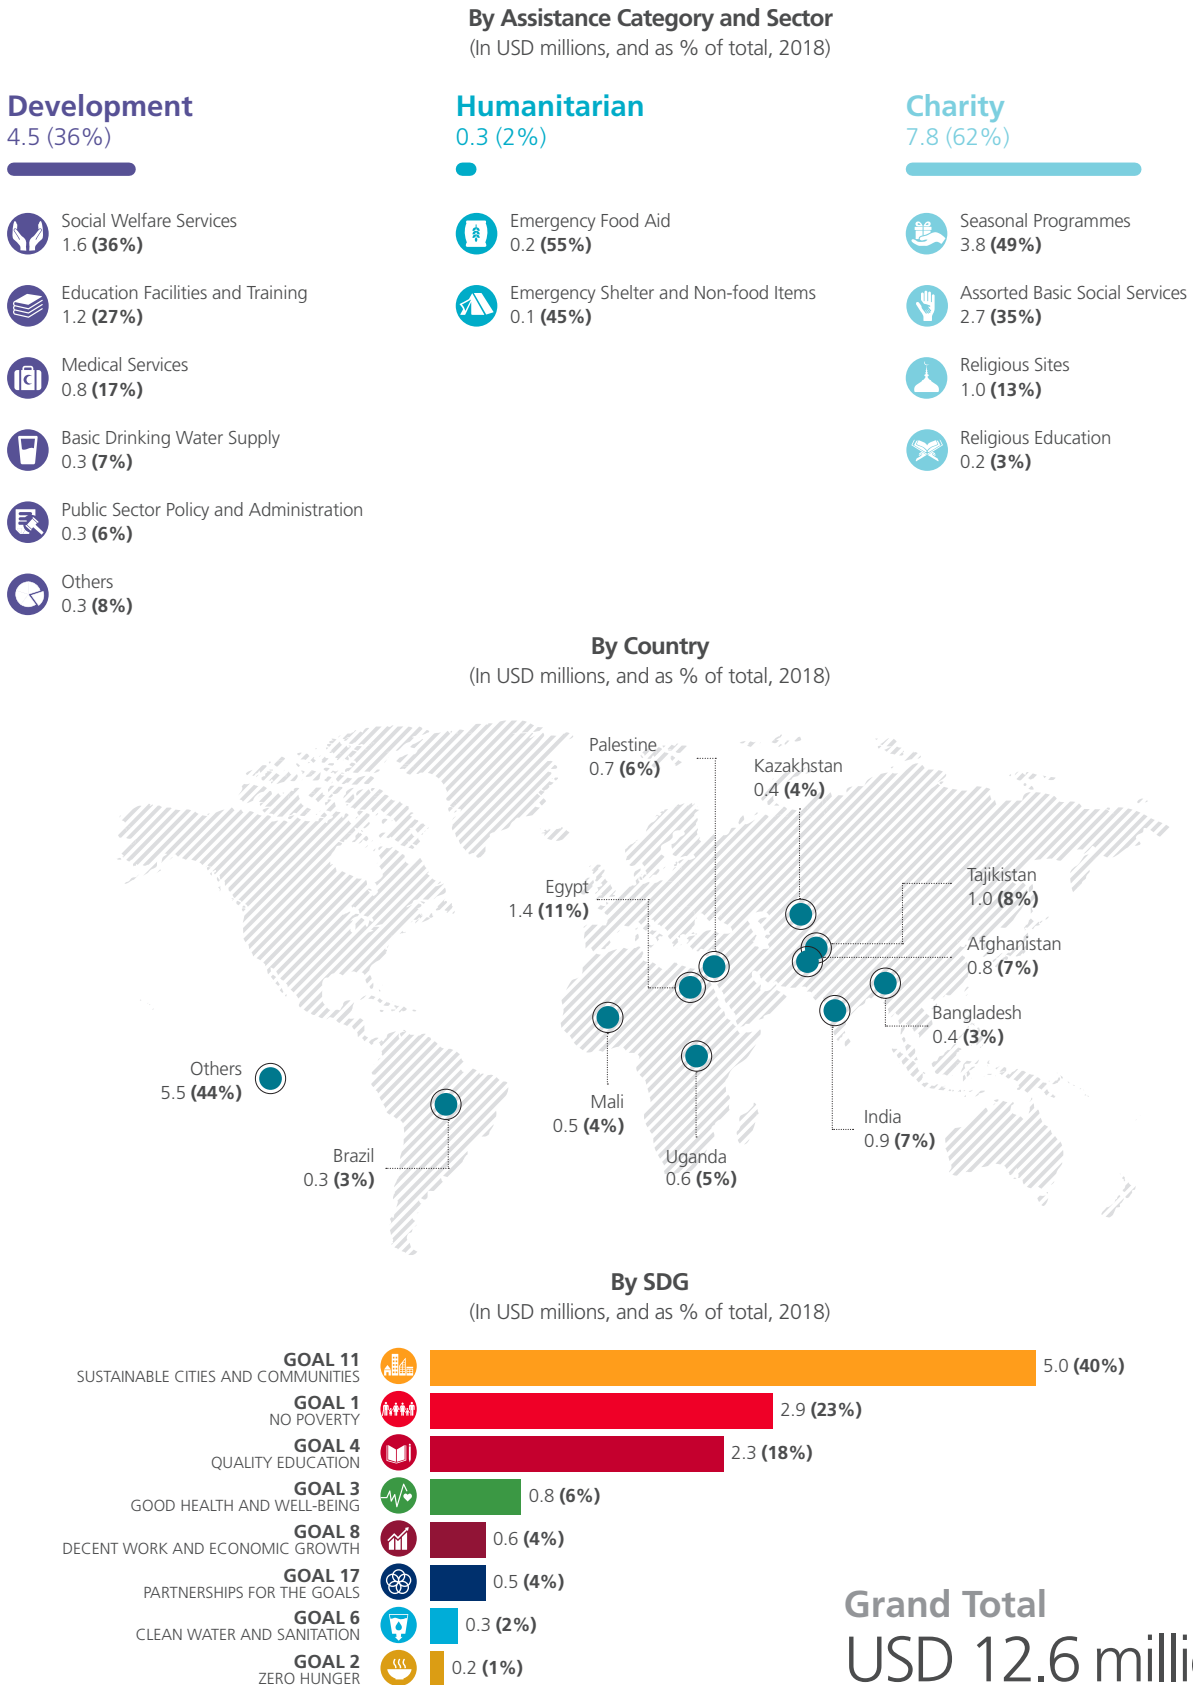 By Assistance Category and Sector
(In USD millions, and as % of total, 2018)
Development
4.5 (36%)
Social Welfare Services
1.6 (36%)
Education Facilities and Training
1.2 (27%)
Medical Services
0.8 (17%)
Basic Drinking Water Supply
0.3 (7%)
Public Sector Policy and Administration
0.3 (6%)
Others
0.3 (8%)
Humanitarian
0.3 (2%)
Emergency Food Aid
0.2 (55%)
Emergency Shelter and Non-food Items
0.1 (45%)
Charity
7.8 (62%)
Seasonal Programmes
3.8 (49%)
Assorted Basic Social Services
2.7 (35%)
Religious Sites
1.0 (13%)
Religious Education
0.2 (3%)
By Country
(In USD millions, and as % of total, 2018)
Palestine
0.7 (6%)
Kazakhstan
0.4 (4%)
Egypt
1.4 (11%)
Tajikistan
1.0 (8%)
Afghanistan
0.8 (7%)
Bangladesh
0.4 (3%)
Others
5.5 (44%)
Mali
0.5 (4%)
India
0.9 (7%)
Brazil
0.3 (3%)
Uganda
0.6 (5%)
By SDG
(In USD millions, and as % of total, 2018)
GOAL 11
SUSTAINABLE CITIES AND COMMUNITIES
5.0 (40%)
GOAL 1
NO POVERTY
2.9 (23%)
GOAL 4
QUALITY EDUCATION
2.3 (18%)
GOAL 3
GOOD HEALTH AND WELL-BEING
0.8 (6%)
GOAL 8
DECENT WORK AND ECONOMIC GROWTH
0.6 (4%)
GOAL 17
PARTNERSHIPS FOR THE GOALS
0.5 (4%)
GOAL 6
CLEAN WATER AND SANITATION
0.3 (2%)
GOAL 2
ZERO HUNGER
0.2 (1%)
Grand Total
USD 12.6